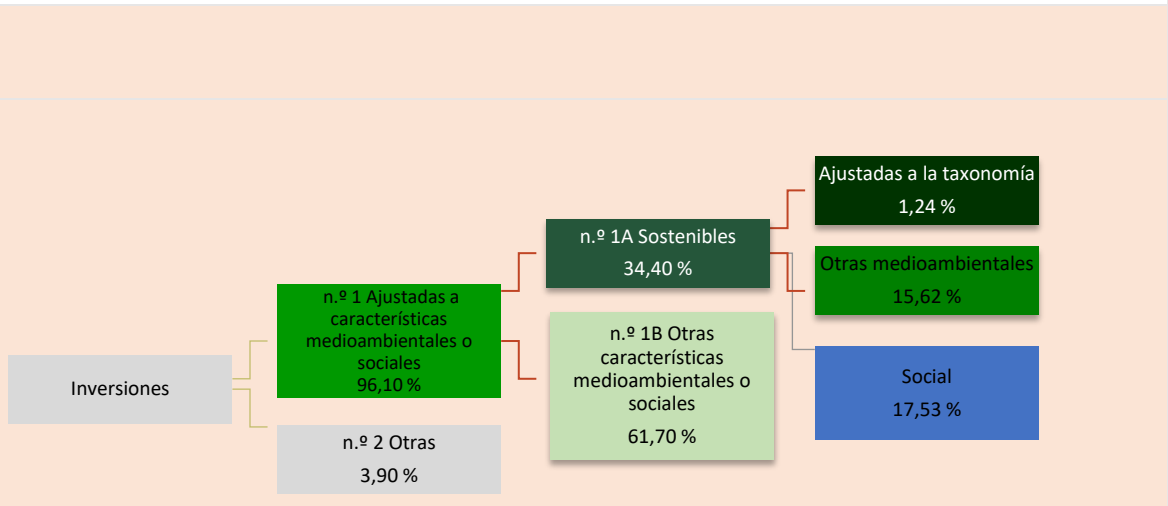 Inversiones
n.º 1 Ajustadas a
características
medioambientales o
sociales
96,10 %
n.º 2 Otras
3,90 %
n.º 1A Sostenibles
34,40 %
n.º 1B Otras
características
medioambientales o
sociales
61,70 %
Ajustadas a la taxonomía
1,24 %
Otras medioambientales
15,62 %
Social
17,53 %